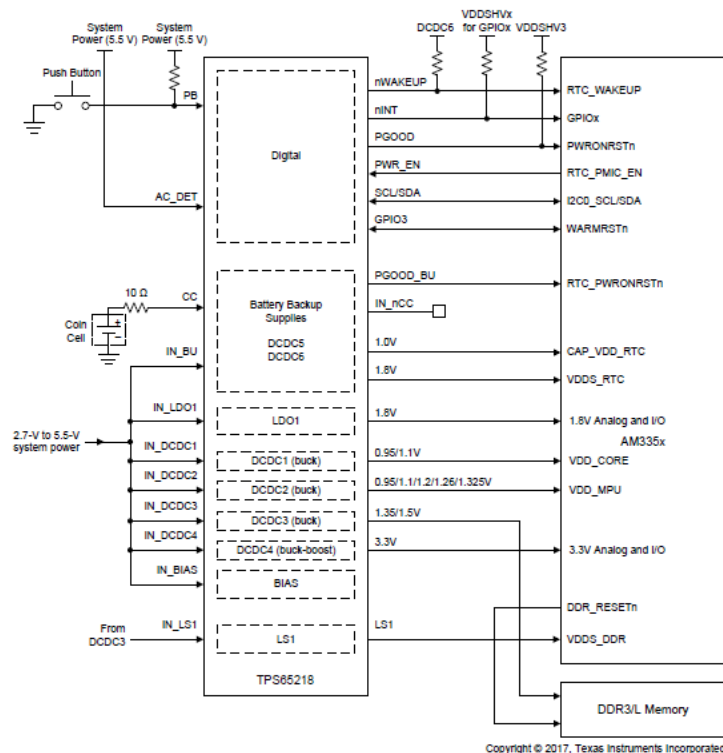 System
Power (5.5 V)
System
Power (5.5 V)
DCDC6
VDDSHVx
for GPIOx
VDDSHV3
Push Button
PB
nWAKEUP
RTC_WAKEUP
nINT
GPIOx
PGOOD
PWRONRSTn
Digital
PWR_EN
RTC_PMIC_EN
SCL/SDA
I2C0_SCL/SDA
AC_DET
GPIO3
WARMRSTn
PGOOD_BU
RTC_PWRONRSTn
10 Ω
CC
Battery Backup
Supplies
IN_nCC
Coin
Cell
+
−
DCDC5
DCDC6
IN_BU
1.0V
CAP_VDD_RTC
1.8V
VDDS_RTC
IN_LDO1
LDO1
1.8V
1.8V Analog and I/O
2.7-V to 5.5-V
system power
AM335x
IN_DCDC1
DCDC1 (buck)
0.95/1.1V
VDD_CORE
IN_DCDC2
DCDC2 (buck)
0.95/1.1/1.2/1.26/1.325V
VDD_MPU
IN_DCDC3
DCDC3 (buck)
1.35/1.5V
IN_DCDC4
DCDC4 (buck-boost)
3.3V
3.3V Analog and I/O
IN_BIAS
BIAS
DDR_RESETn
From
DCDC3
IN_LS1
LS1
LS1
VDDS_DDR
TPS65218
DDR3/L Memory
Copyright © 2017, Texas Instruments Incorporated